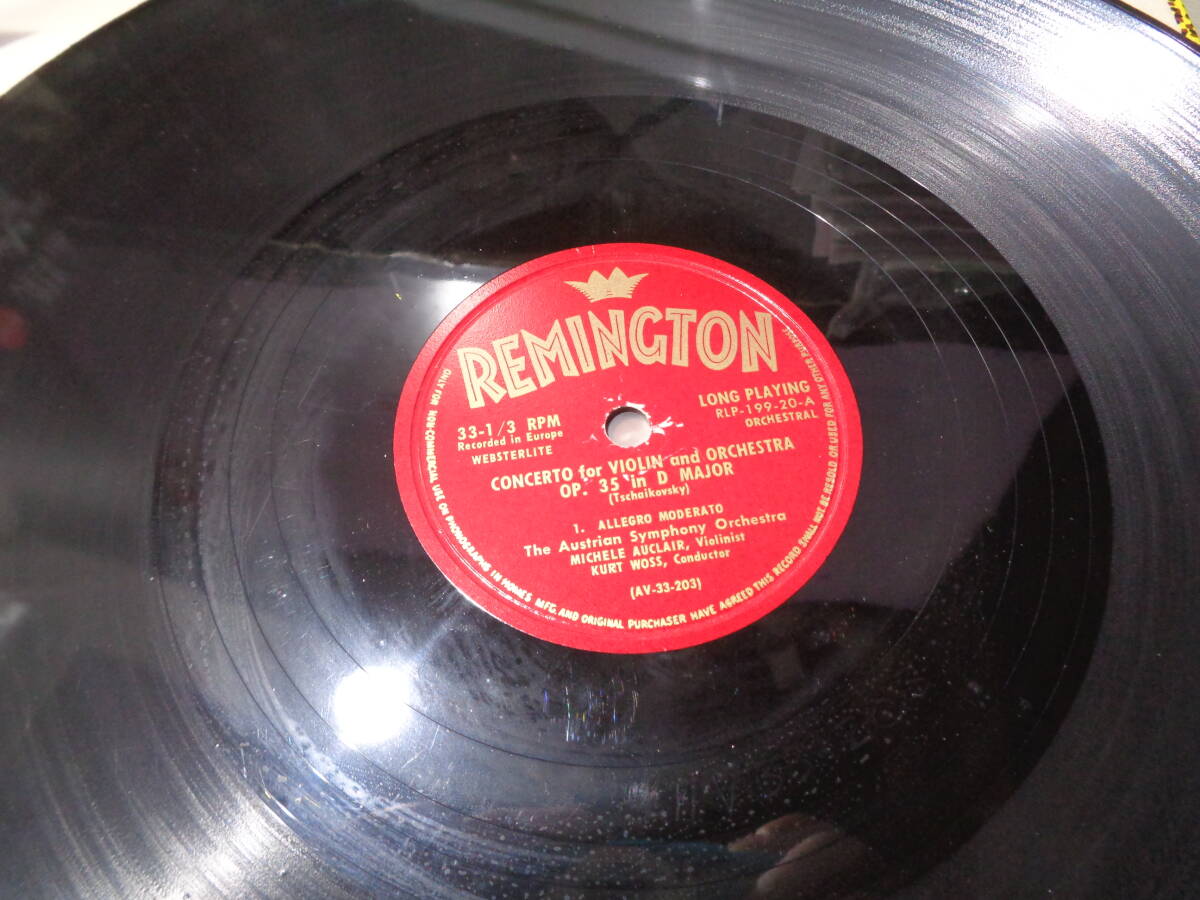 REMINGTON
33-1/3 RPM
Recorded in Europe
WEBSTERLITE
LONG PLAYING
RLP-199-20-A
ORCHESTRAL
CONCERTO for VIOLIN and ORCHESTRA
OP. 35 in D MAJOR
(Tschaikovsky)
1. ALLEGRO MODERATO
The Austrian Symphony Orchestra
MICHELE AUCLAIR, Violinist
KURT WOSS, Conductor
(AV-33-203)
ONLY FOR NON-COMMERCIAL USE ON PHONOGRAPHS IN HOMES MFG. AND ORIGINAL PURCHASER HAVE AGREED THIS RECORD SHALL NOT BE RESOLD OR USED FOR ANY OTHER PURPOSE